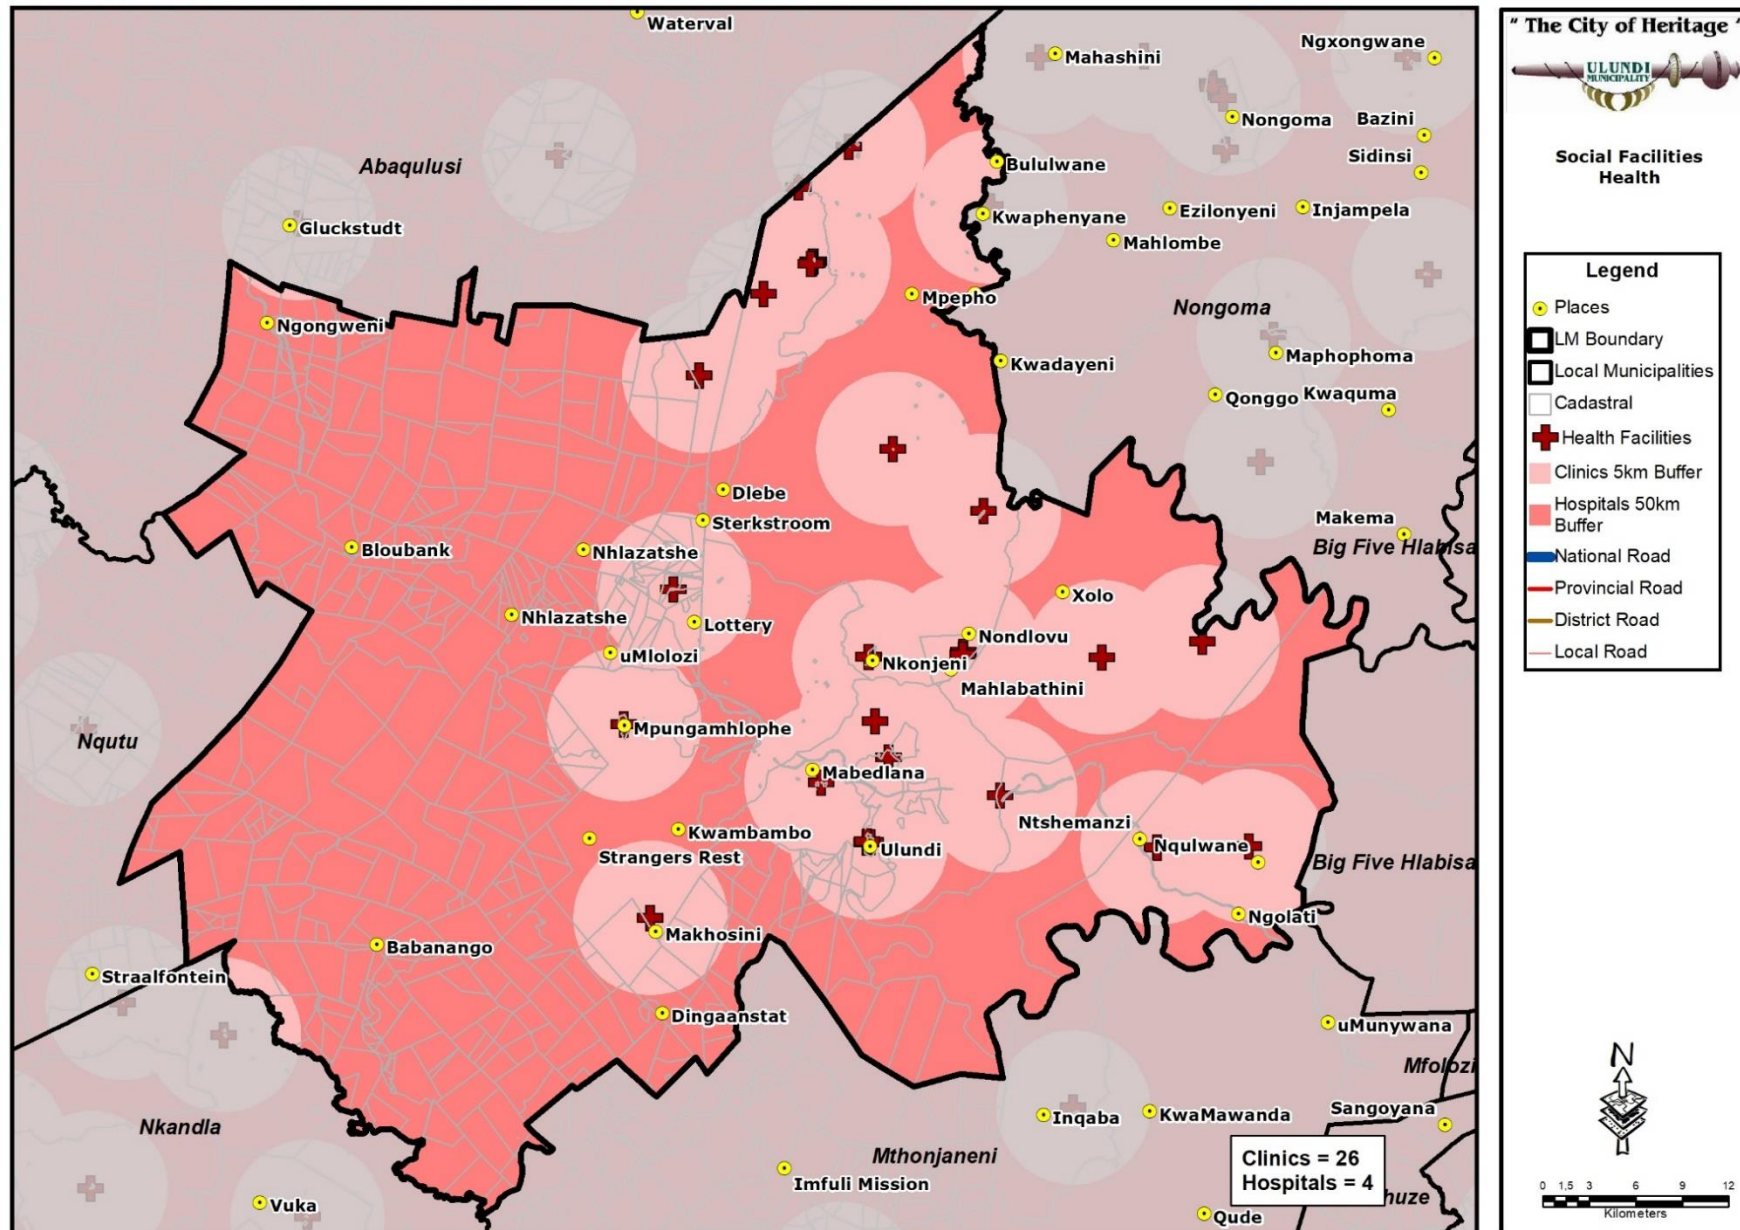 Waterval
Mahashini
Ngxongwane
Nongoma
Bazini
Sidinsi
Abaqulusi
Bululwane
Gluckstudt
Kwaphenyane
Ezilonyeni
Injampela
Mahlombe
Ngongweni
Mpepho
Nongoma
Kwadayeni
Maphophoma
Qonggo
Kwaquma
Dlebe
Sterkstroom
Makema
Bloubank
Nhlazatshe
Big Five Hlabisa
Nhlazatshe
Lottery
Xolo
uMlolozi
Nondlovu
Nkonjeni
Mahlabathini
Nqutu
Mpungamhlophe
Mabedlana
Ntshemanzi
Kwambambo
Strangers Rest
Ulundi
Nqulwane
Big Five Hlabisa
Ngolati
Makhosini
Babanango
Straalfontein
Dingaanstat
uMunywana
Mfolozi
Inqaba
KwaMawanda
Sangoyana
Nkandla
Mthonjaneni
Imfuli Mission
Vuka
Qude
huze
Clinics = 26
Hospitals = 4
" The City of Heritage "
ULUNDI
MUNICIPALITY
Social Facilities
Health
Legend
Places
LM Boundary
Local Municipalities
Cadastral
Health Facilities
Clinics 5km Buffer
Hospitals 50km
Buffer
National Road
Provincial Road
District Road
Local Road
N
0 1,5 3 6 9 12
Kilometers